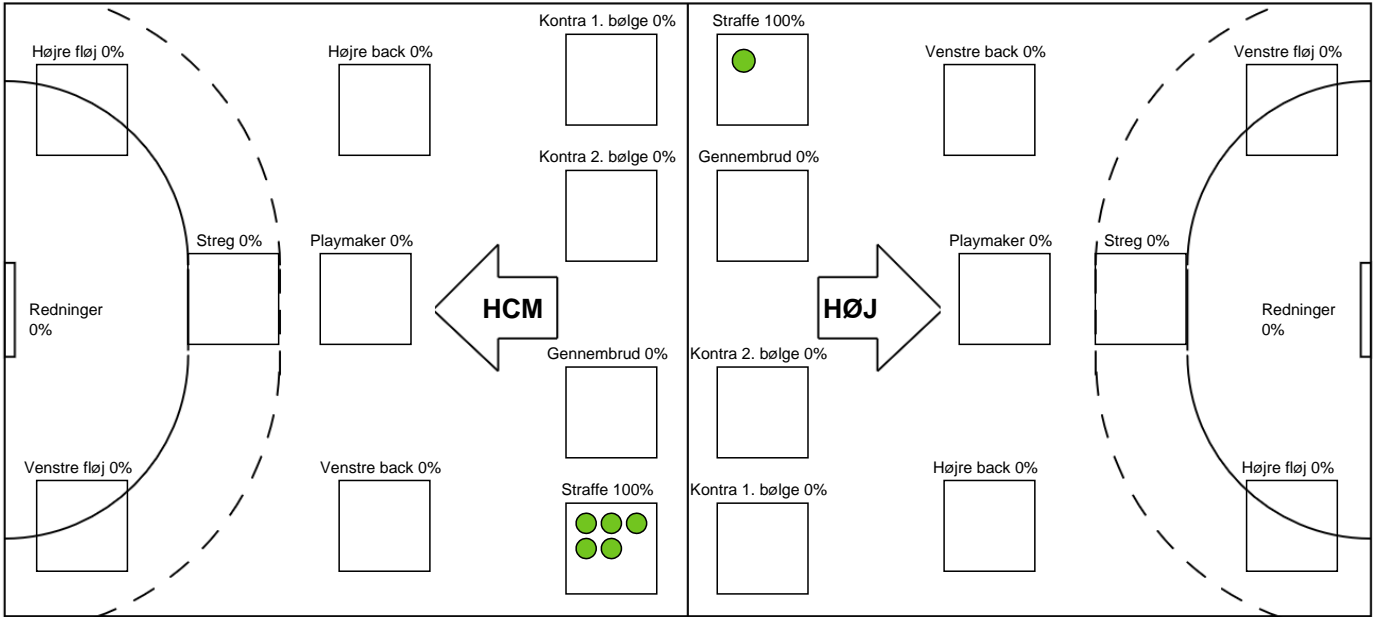 Kontra 1. bølge 0%
Straffe 100%
Højre fløj 0%
Højre back 0%
Venstre back 0%
Venstre fløj 0%
Kontra 2. bølge 0%
Gennembrud 0%
Streg 0%
Playmaker 0%
Playmaker 0%
Streg 0%
Redninger
0%
HCM
HØJ
Redninger
0%
Gennembrud 0%
Kontra 2. bølge 0%
Venstre fløj 0%
Venstre back 0%
Højre back 0%
Højre fløj 0%
Straffe 100%
Kontra 1. bølge 0%